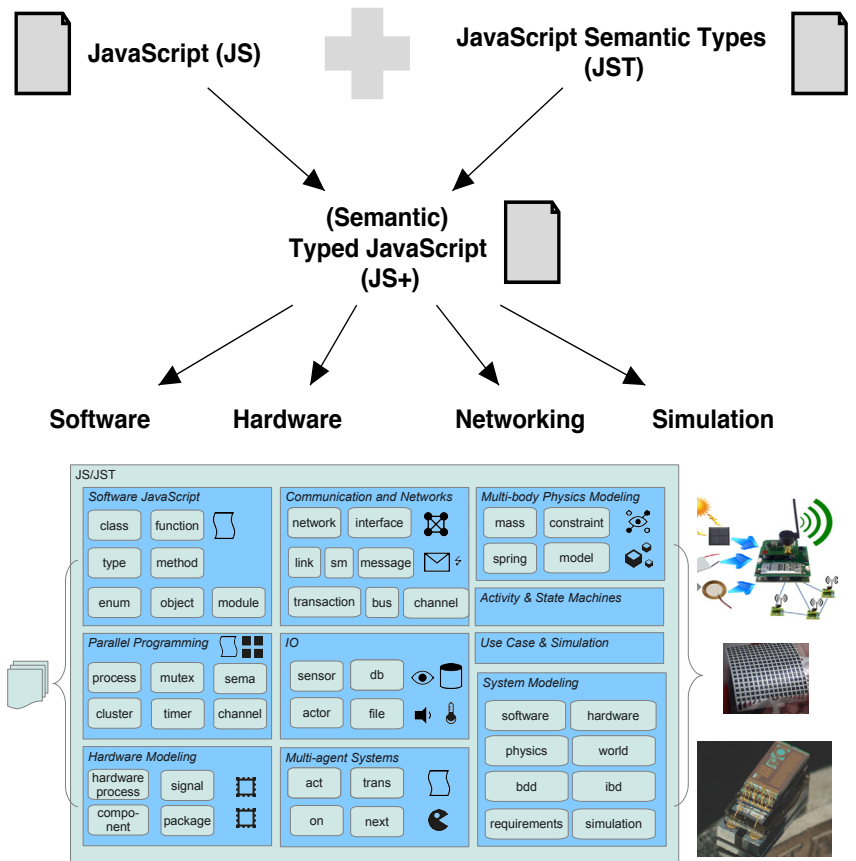 JavaScript (JS)
JavaScript Semantic Types
(JST)
(Semantic)
Typed JavaScript
(JS+)
Software
Hardware
Networking
Simulation
JS/JST
Software JavaScript
class
function
type
method
enum
object
module
Communication and Networks
network
interface
link
sm
message
transaction
bus
channel
Multi-body Physics Modeling
mass
constraint
spring
model
Activity & State Machines
Parallel Programming
process
mutex
sema
cluster
timer
channel
IO
sensor
db
actor
file
Use Case & Simulation
System Modeling
software
hardware
physics
world
bdd
ibd
requirements
simulation
Hardware Modeling
hardware
process
signal
compo-
nent
package
Multi-agent Systems
act
trans
on
next